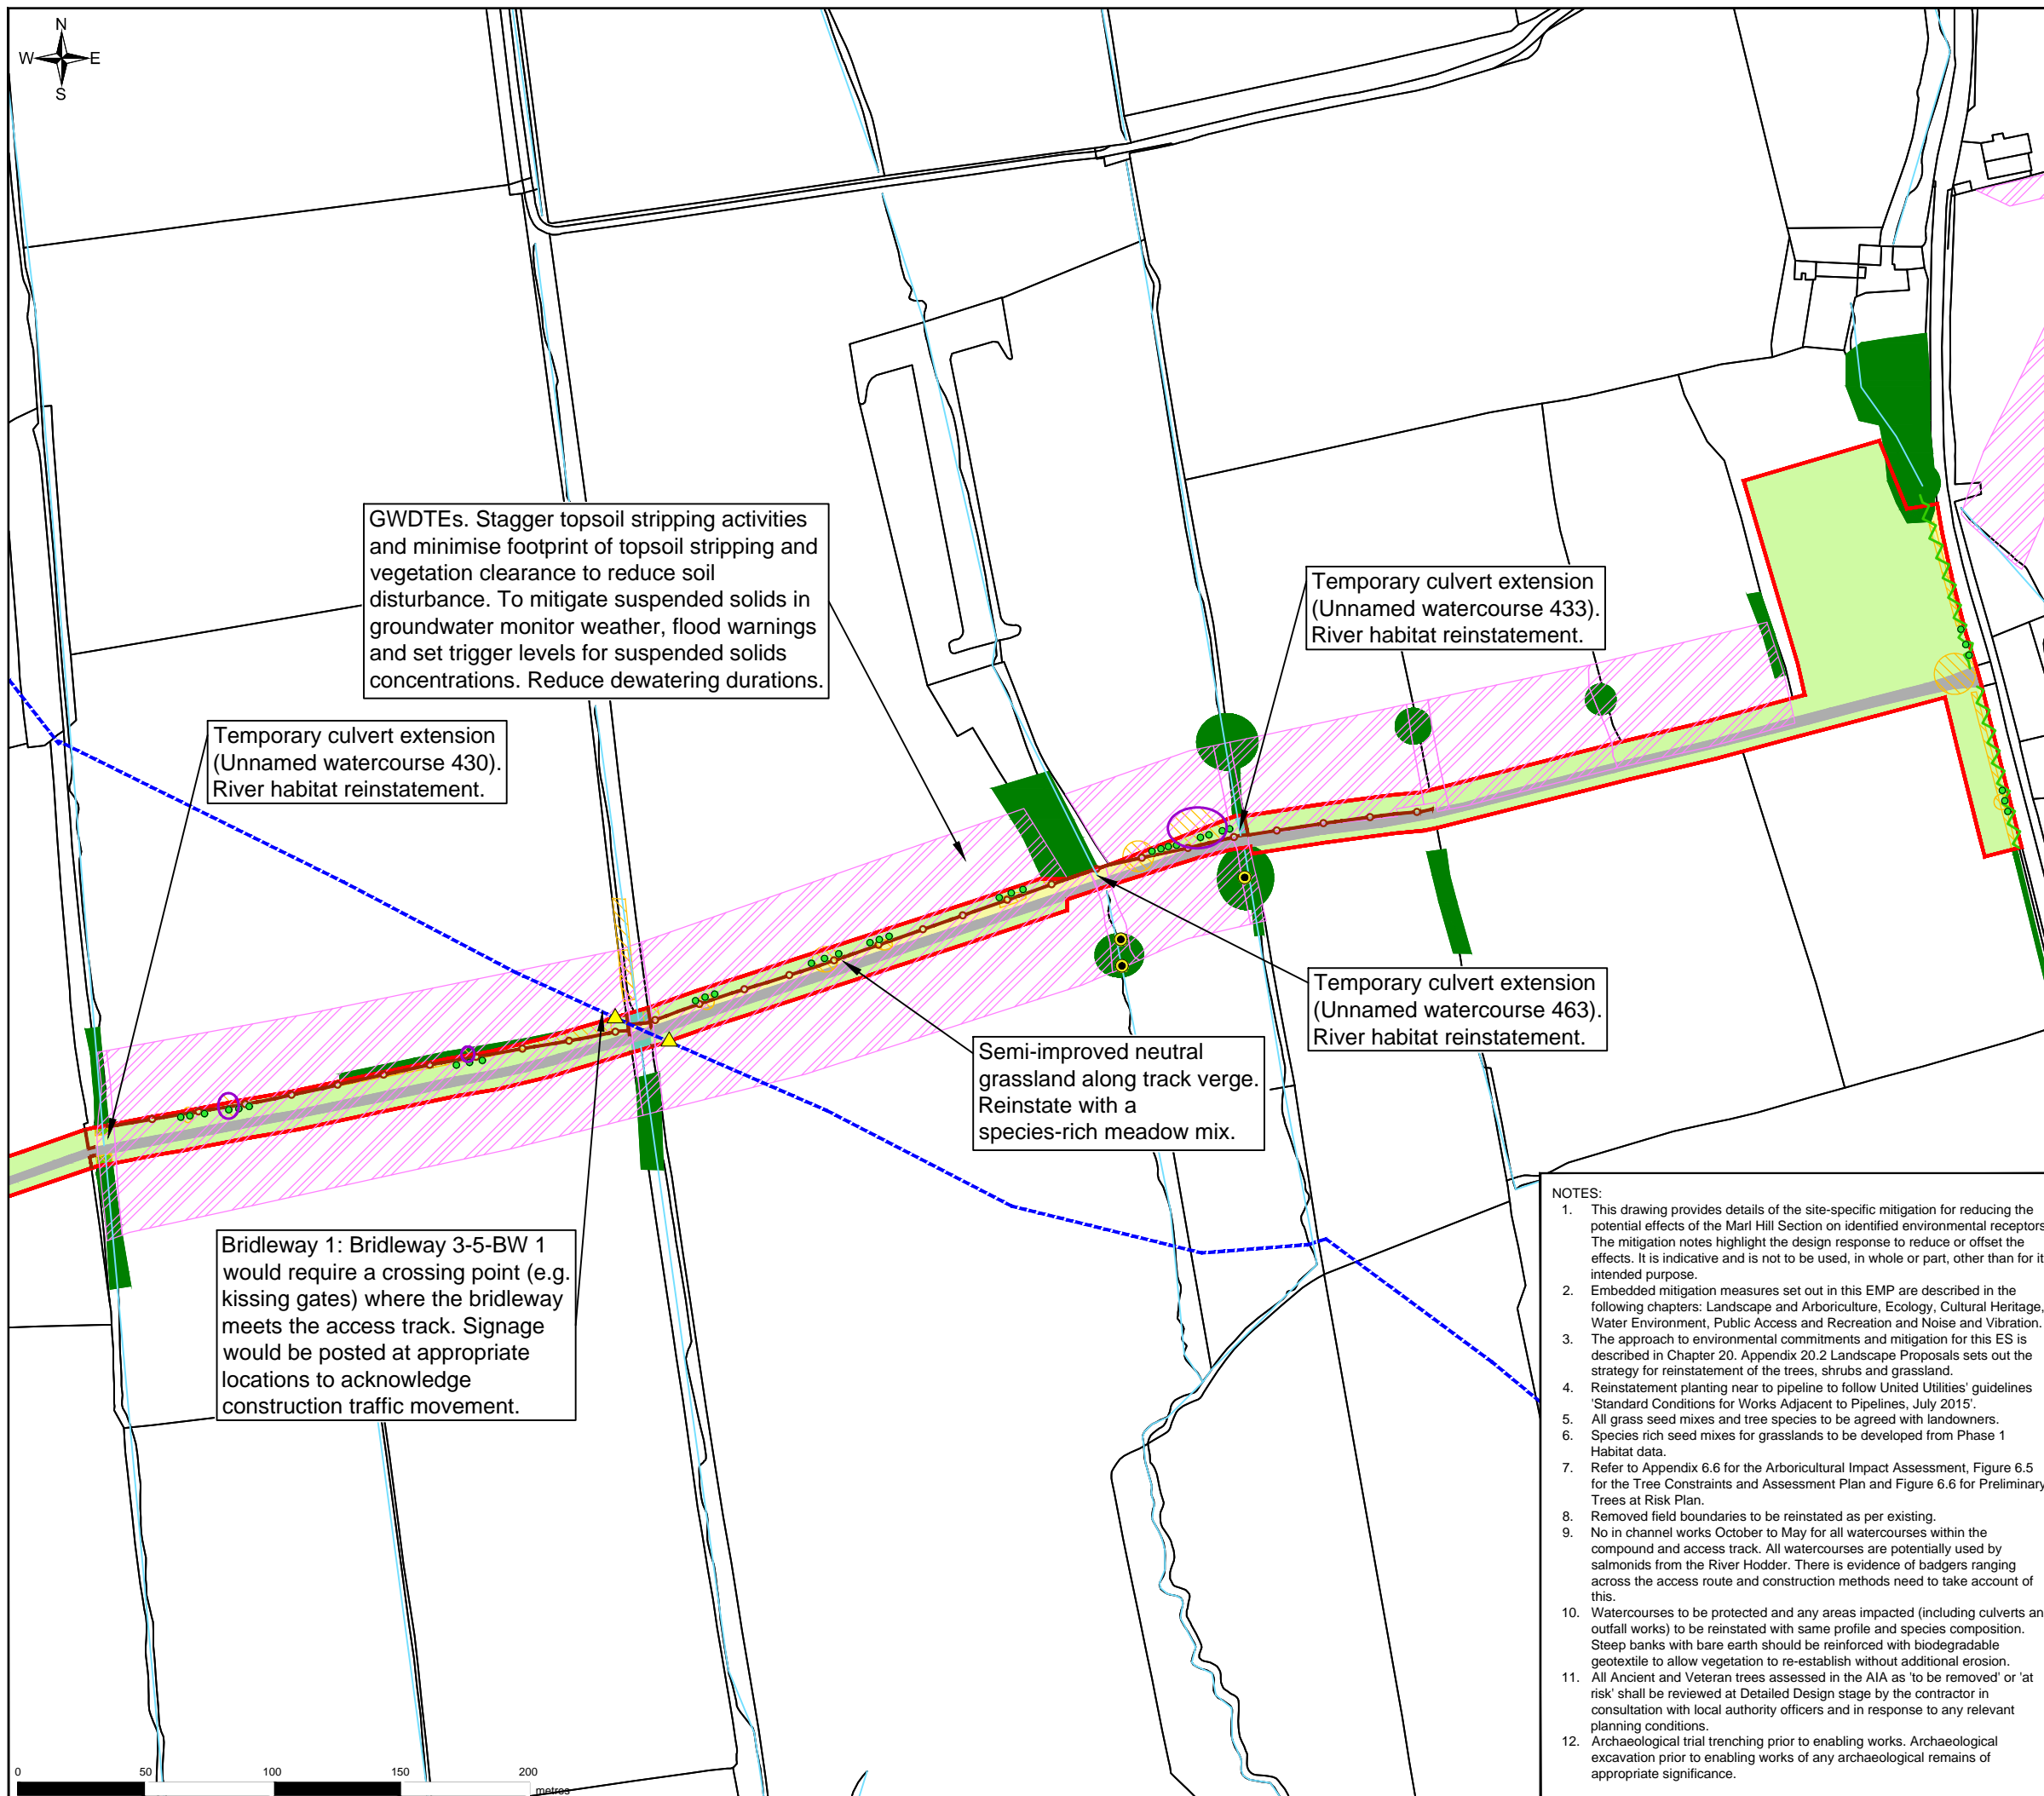 N
W E
S
GWDTEs. Stagger topsoil stripping activities
and minimise footprint of topsoil stripping and
vegetation clearance to reduce soil
disturbance. To mitigate suspended solids in
groundwater monitor weather, flood warnings
and set trigger levels for suspended solids
concentrations. Reduce dewatering durations.
Temporary culvert extension
(Unnamed watercourse 433).
River habitat reinstatement.
Temporary culvert extension
(Unnamed watercourse 430).
River habitat reinstatement.
Temporary culvert extension
(Unnamed watercourse 463).
River habitat reinstatement.
Semi-improved neutral
grassland along track verge.
Reinstate with a
species-rich meadow mix.
Bridleway 1: Bridleway 3-5-BW 1
would require a crossing point (e.g.
kissing gates) where the bridleway
meets the access track. Signage
would be posted at appropriate
locations to acknowledge
construction traffic movement.
NOTES:
1. This drawing provides details of the site-specific mitigation for reducing the
potential effects of the Marl Hill Section on identified environmental receptors
The mitigation notes highlight the design response to reduce or offset the
effects. It is indicative and is not to be used, in whole or part, other than for it
intended purpose.
2. Embedded mitigation measures set out in this EMP are described in the
following chapters: Landscape and Arboriculture, Ecology, Cultural Heritage,
Water Environment, Public Access and Recreation and Noise and Vibration.
3. The approach to environmental commitments and mitigation for this ES is
described in Chapter 20. Appendix 20.2 Landscape Proposals sets out the
strategy for reinstatement of the trees, shrubs and grassland.
4. Reinstatement planting near to pipeline to follow United Utilities' guidelines
'Standard Conditions for Works Adjacent to Pipelines, July 2015'.
5. All grass seed mixes and tree species to be agreed with landowners.
6. Species rich seed mixes for grasslands to be developed from Phase 1
Habitat data.
7. Refer to Appendix 6.6 for the Arboricultural Impact Assessment, Figure 6.5
for the Tree Constraints and Assessment Plan and Figure 6.6 for Preliminary
Trees at Risk Plan.
8. Removed field boundaries to be reinstated as per existing.
9. No in channel works October to May for all watercourses within the
compound and access track. All watercourses are potentially used by
salmonids from the River Hodder. There is evidence of badgers ranging
across the access route and construction methods need to take account of
this.
10. Watercourses to be protected and any areas impacted (including culverts an
outfall works) to be reinstated with same profile and species composition.
Steep banks with bare earth should be reinforced with biodegradable
geotextile to allow vegetation to re-establish without additional erosion.
11. All Ancient and Veteran trees assessed in the AIA as 'to be removed' or 'at
risk' shall be reviewed at Detailed Design stage by the contractor in
consultation with local authority officers and in response to any relevant
planning conditions.
12. Archaeological trial trenching prior to enabling works. Archaeological
excavation prior to enabling works of any archaeological remains of
appropriate significance.
0 50 100 150 200
metres